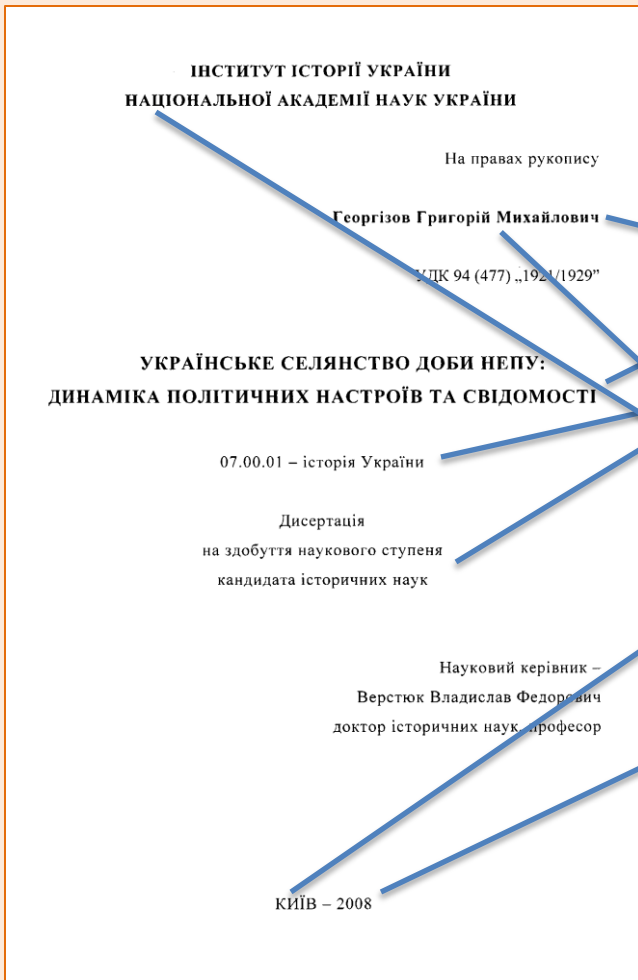 ІНСТИТУТ ІСТОРІЇ УКРАЇНИ
НАЦІОНАЛЬНОЇ АКАДЕМІЇ НАУК УКРАЇНИ
На правах рукопису
Георгізов Григорій Михайлович
УДК 94 (477) „1921/1929”
УКРАЇНСЬКЕ СЕЛЯНСТВО ДОБИ НЕПУ:
ДИНАМІКА ПОЛІТИЧНИХ НАСТРОЇВ ТА СВІДОМОСТІ
07.00.01 – історія України
Дисертація
на здобуття наукового ступеня
кандидата історичних наук
Науковий керівник –
Верстюк Владислав Федорович
доктор історичних наук, професор
КИЇВ – 2008